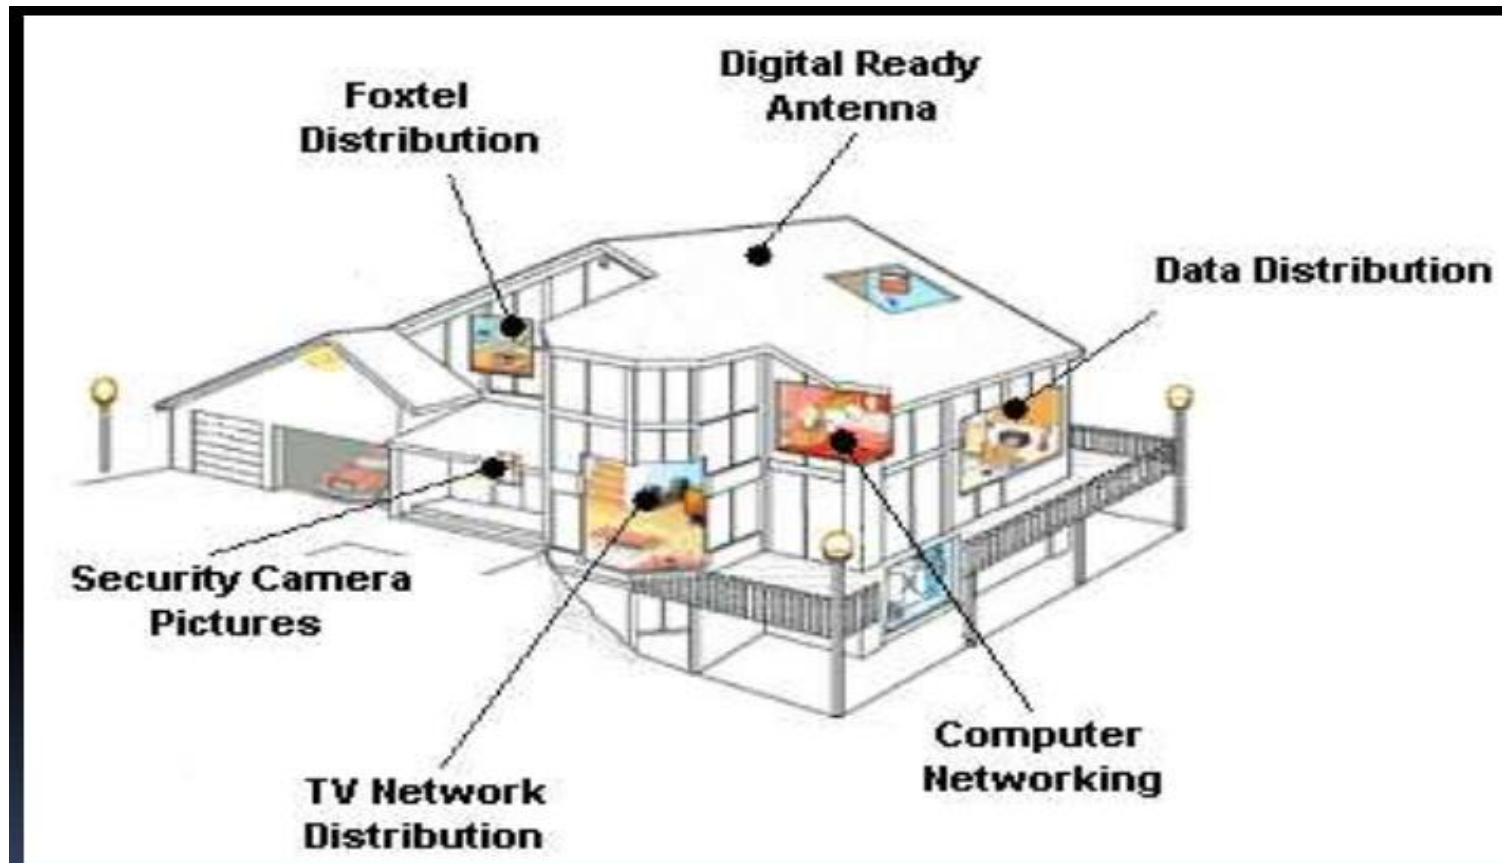 Digital Ready
Antenna
Foxtel
Distribution
Data Distribution
Security Camera
Pictures
Computer
Networking
TV Network
Distribution